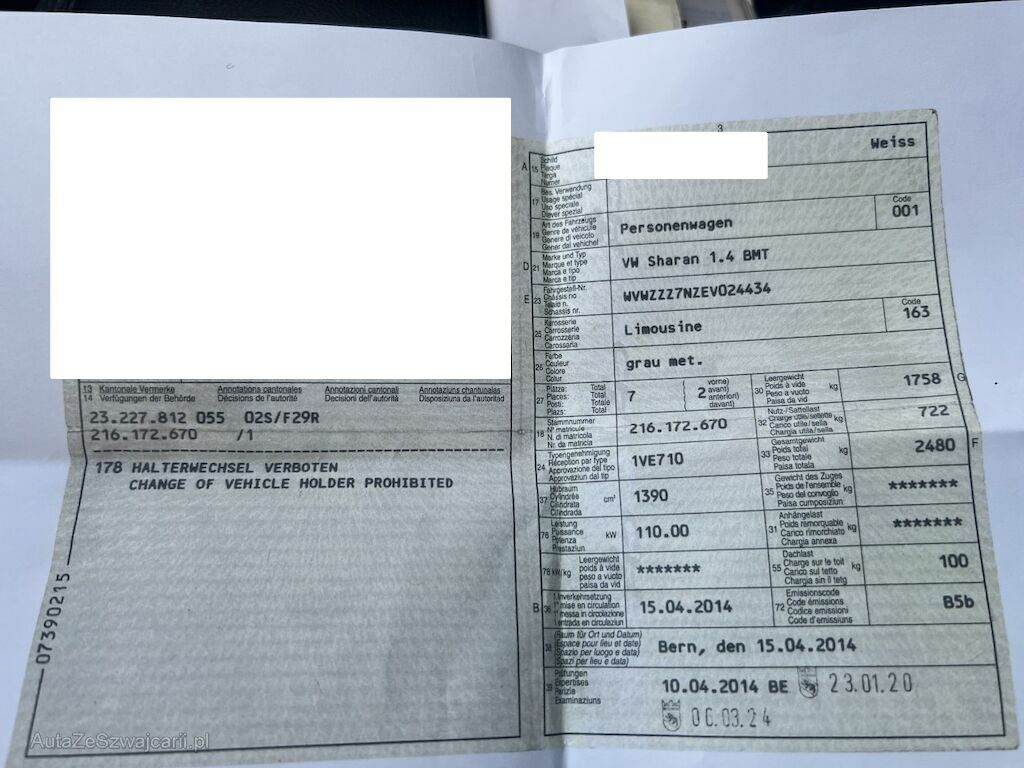 13 Kantonale Vermerke Annotations cantonales Annotazioni cantonali Annotaziuns chantunalas
14 Verfügungen der Behörde Décisions de l'autorité Decisioni dell'autorità Disposiziuns da l'autoritad
23.227.812 055 02S/F29R
216.172.670 /1
178 HALTERWECHSEL VERBOTEN
CHANGE OF VEHICLE HOLDER PROHIBITED
07390215
3
A 15 Schild
Plaque
Targa
Numer
Weiss
17 Bes. Verwendung
Usage spécial
Uso speciale
Diever spezial
19 Art des Fahrzeugs
Genre de véhicule
Genere di veicolo
Gener dal vehichel
Personenwagen
Code
001
D 21 Marke und Typ
Marque et type
Marca e tipo
Marca e tip
VW Sharan 1.4 BMT
E 23 Fahrgestell-Nr.
Châssis no
Telaio n.
Schassis nr.
WVWZZZ7NZEV024434
25 Karosserie
Carrosserie
Carrozzeria
Carossaria
Limousine
Code
163
26 Farbe
Couleur
Colore
Colur
grau met.
27 Plätze: Total
Places: Total
Posti: Totale
Plazs: Total
7
( 2 vorne)
avant)
anteriori)
davant)
30 Leergewicht
Poids à vide
Peso a vuoto
Paisa da vid
kg
1758
G
18 Stammnummer
Nº matricule
N. di matricola
Nr. da matricla
216.172.670
32 Nutz-/Sattellast
Charge utile/sellette
Carico utile/sella
Chargia utila/sella
kg
722
24 Typengenehmigung
Réception par type
Approvazione del tipo
Approvaziun dal tip
1VE710
33 Gesamtgewicht
Poids total
Peso totale
Paisa totala
kg
2480
F
37 Hubraum
Cylindrée
Cilindrata
Cilindrada
cm³
1390
35 Gewicht des Zuges
Poids de l'ensemble
Peso del convoglio
Paisa cumposiziun
kg
*******
76 Leistung
Puissance
Potenza
Prestaziun
kW
110.00
31 Anhängelast
Poids remorquable
Carico rimorchiato
Chargia annexa
kg
*******
78 kW/kg
Leergewicht
poids à vide
peso a vuoto
paisa da vid
*******
55 Dachlast
Charge sur le toit
Carico sul tetto
Chargia sin il tetg
kg
100
B 36 1. Inverkehrsetzung
1re mise en circulation
1. messa in circolazione
1. entrada en circulaziun
15.04.2014
72 Emissionscode
Code émissions
Codice emissioni
Code d'emissiuns
B5b
38 (Raum für Ort und Datum)
(Espace pour lieu et date)
(Spazio per luogo e data)
(Spazi per lieu e data)
Bern, den 15.04.2014
39 Prüfungen
Expertises
Perizie
Examinaziuns
10.04.2014 BE 23.01.20
06.03.24
AutaZeSzwajcarii.pl